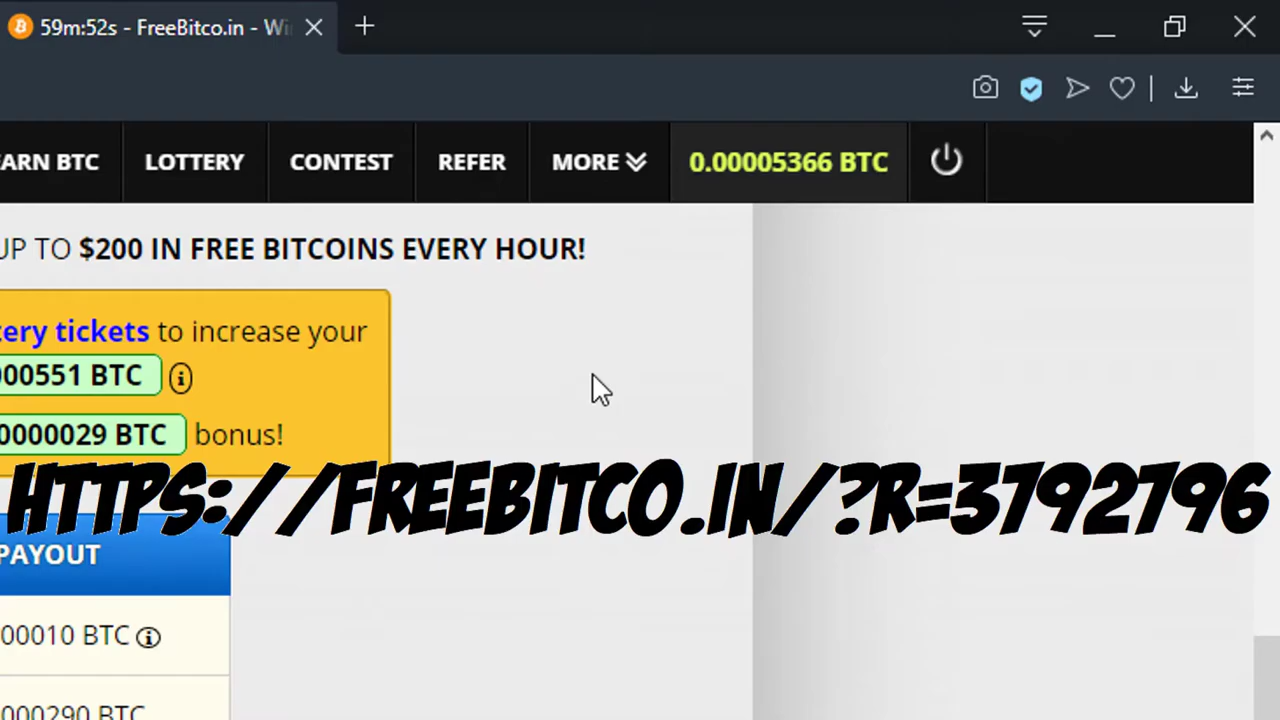 59m:52s - FreeBitco.in - Wi
EARN BTC LOTTERY CONTEST REFER MORE 0.00005366 BTC
UP TO $200 IN FREE BITCOINS EVERY HOUR!
tery tickets to increase your
000551 BTC
0000029 BTC bonus!
HTTPS://FREEBITCO.IN/?R=3792796
PAYOUT
00010 BTC
000290 BTC